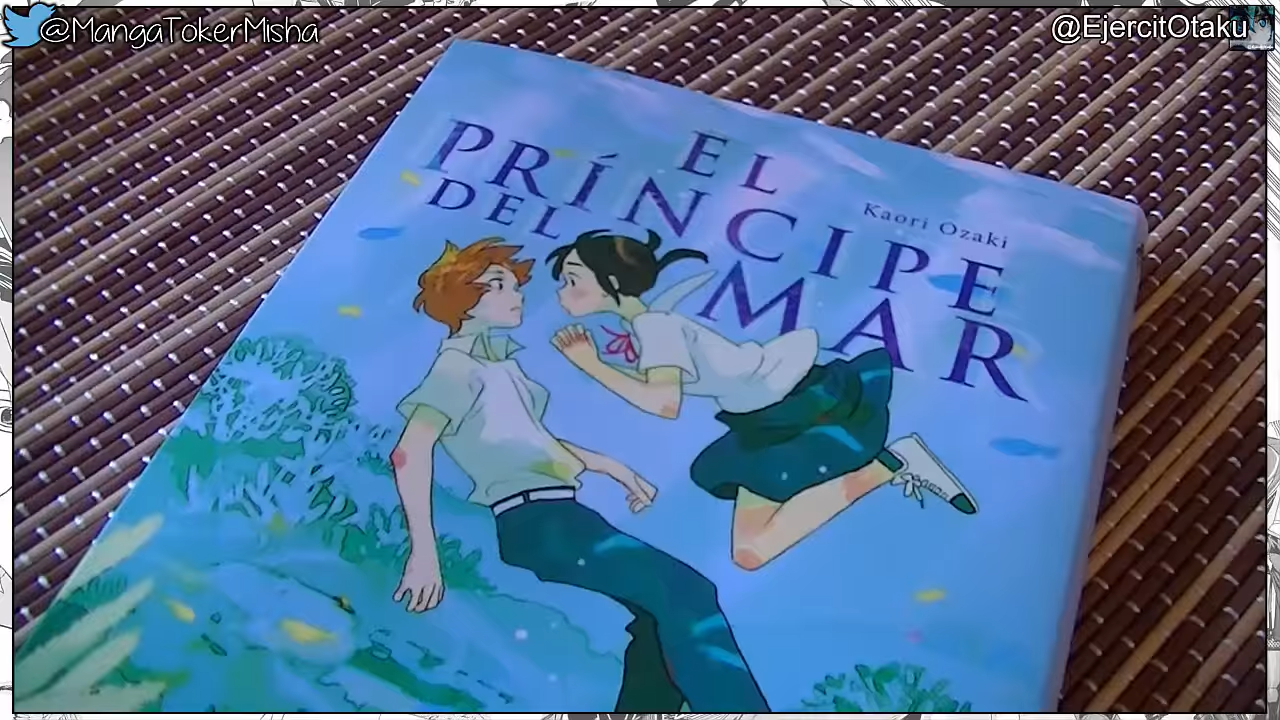 @MangaTokerMisha
@EjercitOtaku
EL
PRÍNCIPE
DEL MAR
Kaori Ozaki